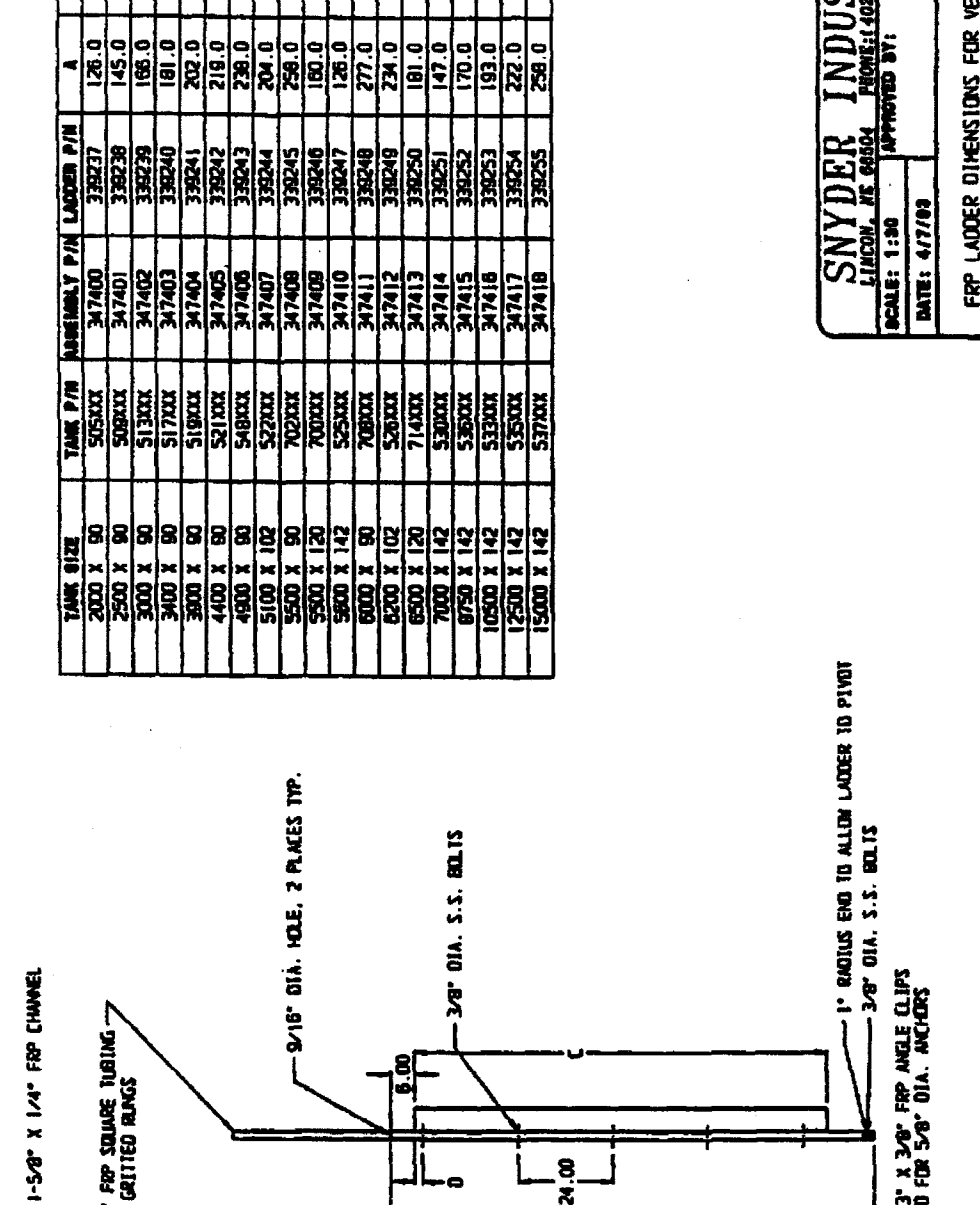 TANK SIZE TANK P/N ASSEMBLY P/N LADDER P/N A
2000 X 90 505XXX 347400 339237 126.0
2500 X 90 509XXX 347401 339238 145.0
3000 X 90 513XXX 347402 339239 166.0
3400 X 90 517XXX 347403 339240 181.0
3900 X 90 519XXX 347404 339241 202.0
4400 X 90 521XXX 347405 339242 219.0
4900 X 90 548XXX 347406 339243 238.0
5100 X 102 522XXX 347407 339244 204.0
5500 X 90 702XXX 347408 339245 258.0
5500 X 120 700XXX 347409 339246 160.0
5800 X 142 525XXX 347410 339247 126.0
6000 X 90 708XXX 347411 339248 277.0
6200 X 102 526XXX 347412 339249 234.0
6500 X 120 714XXX 347413 339250 181.0
7000 X 142 530XXX 347414 339251 147.0
8750 X 142 536XXX 347415 339252 170.0
10500 X 142 533XXX 347416 339253 193.0
12500 X 142 535XXX 347417 339254 222.0
15000 X 142 537XXX 347418 339255 258.0
SNYDER INDUS
LINCON, NE 68504 PHONE:(402
SCALE: 1:30 APPROVED BY:
DATE: 4/7/03
FRP LADDER DIMENSIONS FOR VE
1-5/8" X 1/4" FRP CHANNEL
" FRP SQUARE TUBING
GRITTED RUNGS
9/16" DIA. HOLE, 2 PLACES TYP.
6.00
3/8" DIA. S.S. BOLTS
C
D
24.00
1" RADIUS END TO ALLOW LADDER TO PIVOT
3/8" DIA. S.S. BOLTS
3" X 3/8" FRP ANGLE CLIPS
D FOR 5/8" DIA. ANCHORS